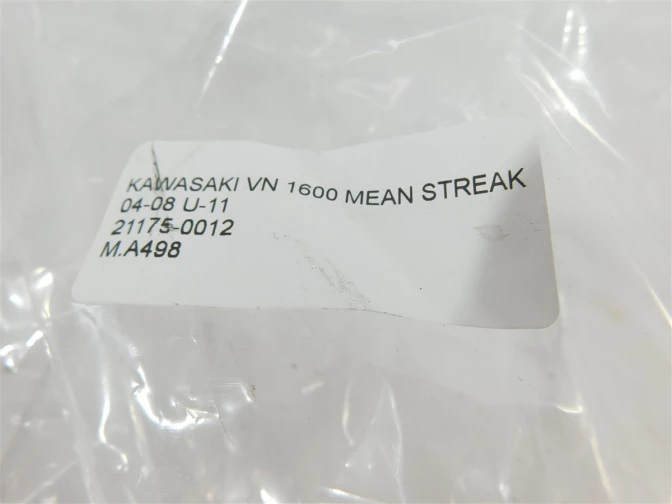 KAWASAKI VN 1600 MEAN STREAK
04-08 U-11
21175-0012
M.A498